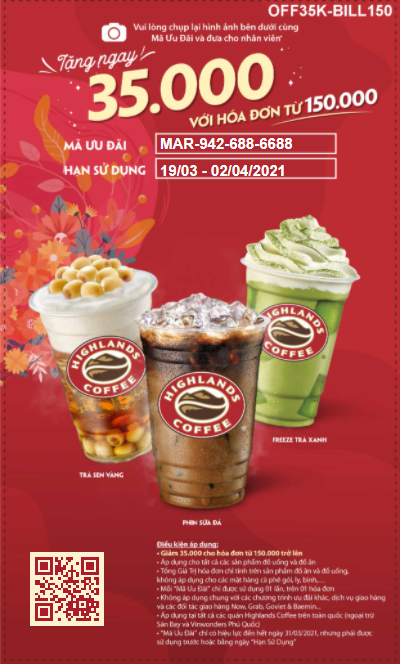 OFF35K-BILL150
Vui lòng chụp lại hình ảnh bên dưới cùng
Mã Ưu Đãi và đưa cho nhân viên
Tặng ngay
35.000
VỚI HÓA ĐƠN TỪ 150.000
MÃ ƯU ĐÃI
MAR-942-688-6688
HẠN SỬ DỤNG
19/03 - 02/04/2021
HIGHLANDS
COFFEE
HIGHLANDS
COFFEE
HIGHLANDS
COFFEE
FREEZE TRÀ XANH
TRÀ SEN VÀNG
PHIN SỮA ĐÁ
Điều kiện áp dụng:
• Giảm 35.000 cho hóa đơn từ 150.000 trở lên
• Áp dụng cho tất cả các sản phẩm đồ uống và đồ ăn
• Tổng Giá Trị hóa đơn chỉ tính trên sản phẩm đồ ăn và đồ uống,
không áp dụng cho các mặt hàng cà phê gói, ly, bình,....
• Mỗi "Mã Ưu Đãi" chỉ được sử dụng 01 lần, trên 01 hóa đơn
• Không áp dụng chung với các chương trình ưu đãi khác, dịch vụ giao hàng
và các đối tác giao hàng Now, Grab, Goviet & Baemin...
• Áp dụng tại tất cả các quán Highlands Coffee trên toàn quốc (ngoại trừ
Sân Bay và Vinwonders Phú Quốc)
• "Mã Ưu Đãi" chỉ có hiệu lực đến hết ngày 31/03/2021, nhưng phải được
sử dụng trước hoặc bằng ngày "Hạn Sử Dụng"